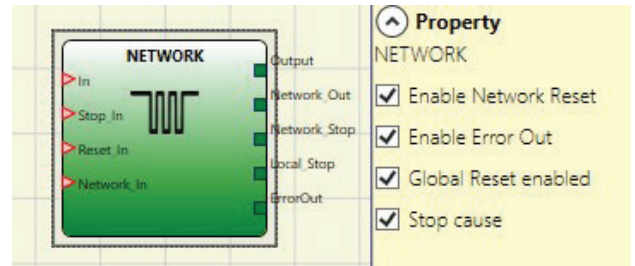 NETWORK
In
Stop_In
Reset_In
Network_In
Output
Network_Out
Network_Stop
Local_Stop
ErrorOut
Property
NETWORK
Enable Network Reset
Enable Error Out
Global Reset enabled
Stop cause